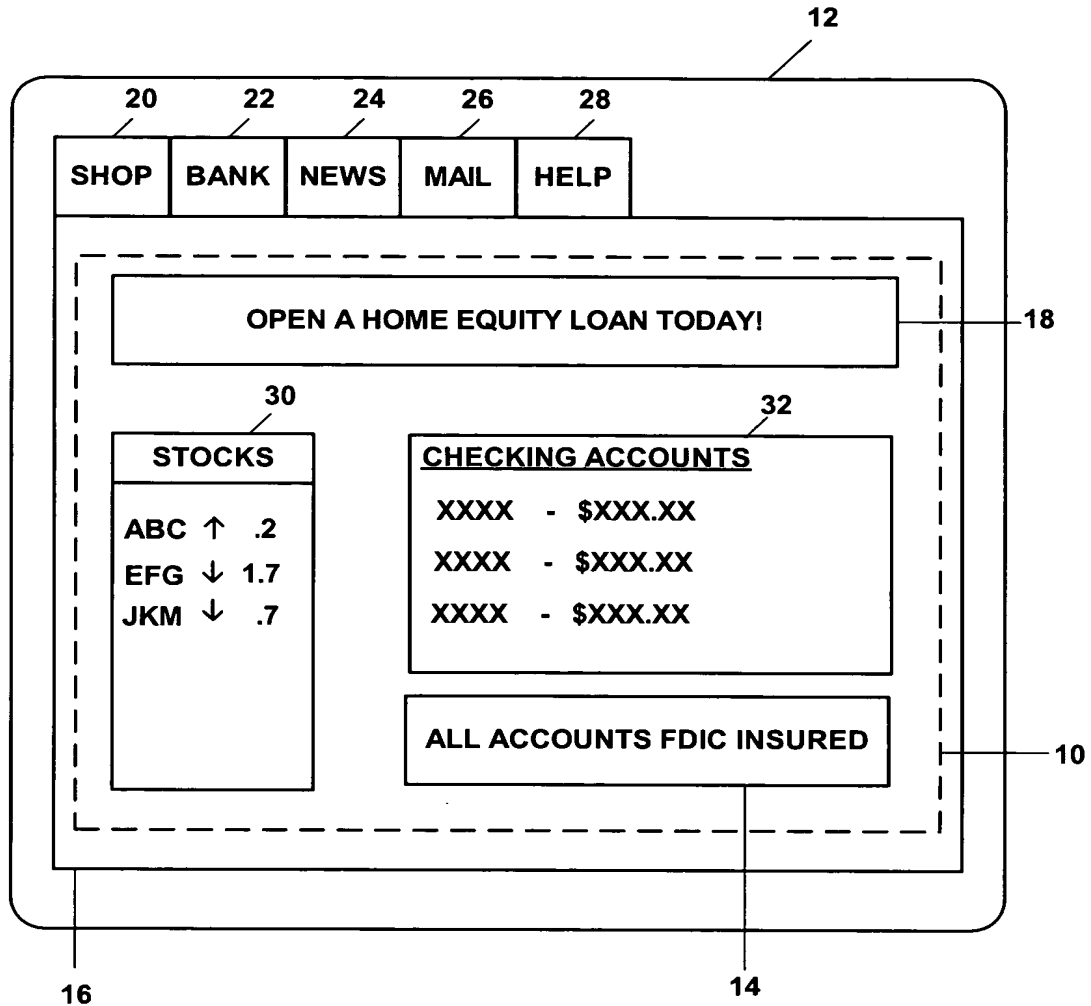 12
20 22 24 26 28
SHOP BANK NEWS MAIL HELP
OPEN A HOME EQUITY LOAN TODAY!
18
30
STOCKS
ABC ↑ .2
EFG ↓ 1.7
JKM ↓ .7
32
CHECKING ACCOUNTS
XXXX - $XXX.XX
XXXX - $XXX.XX
XXXX - $XXX.XX
ALL ACCOUNTS FDIC INSURED
10
16
14